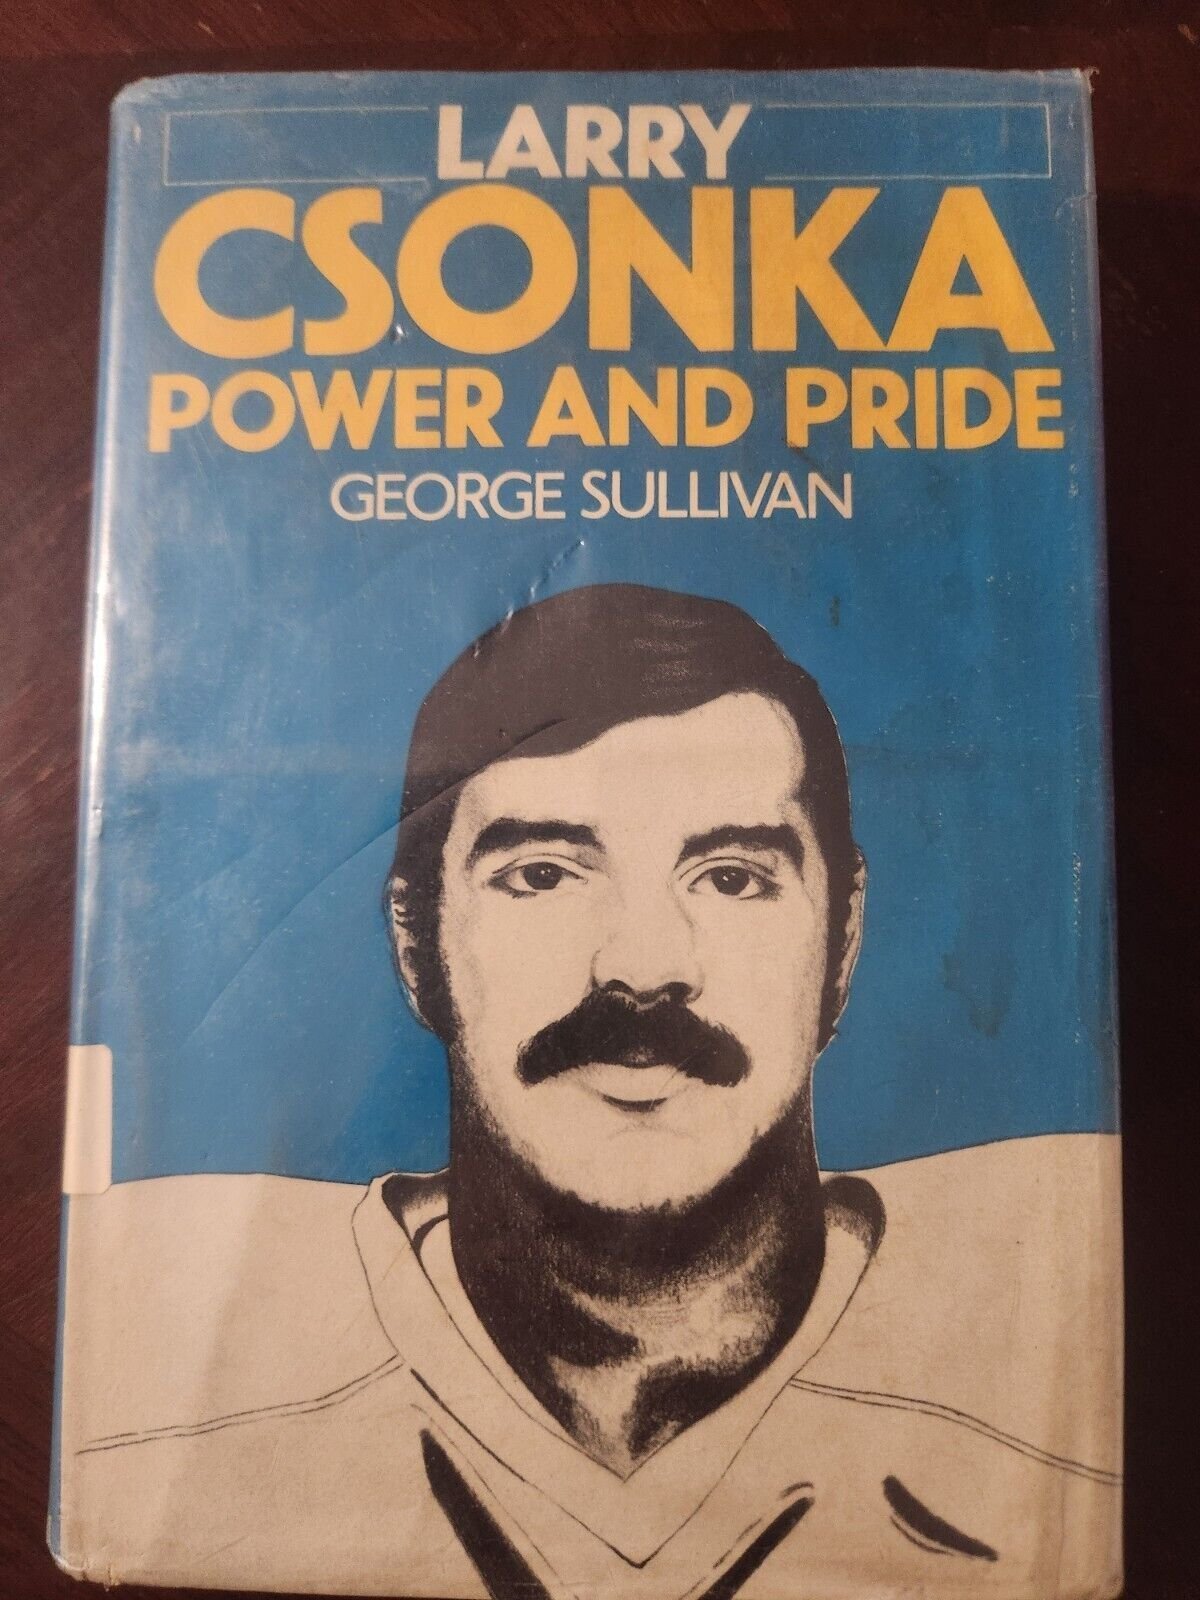 LARRY
CSONKA
POWER AND PRIDE
GEORGE SULLIVAN